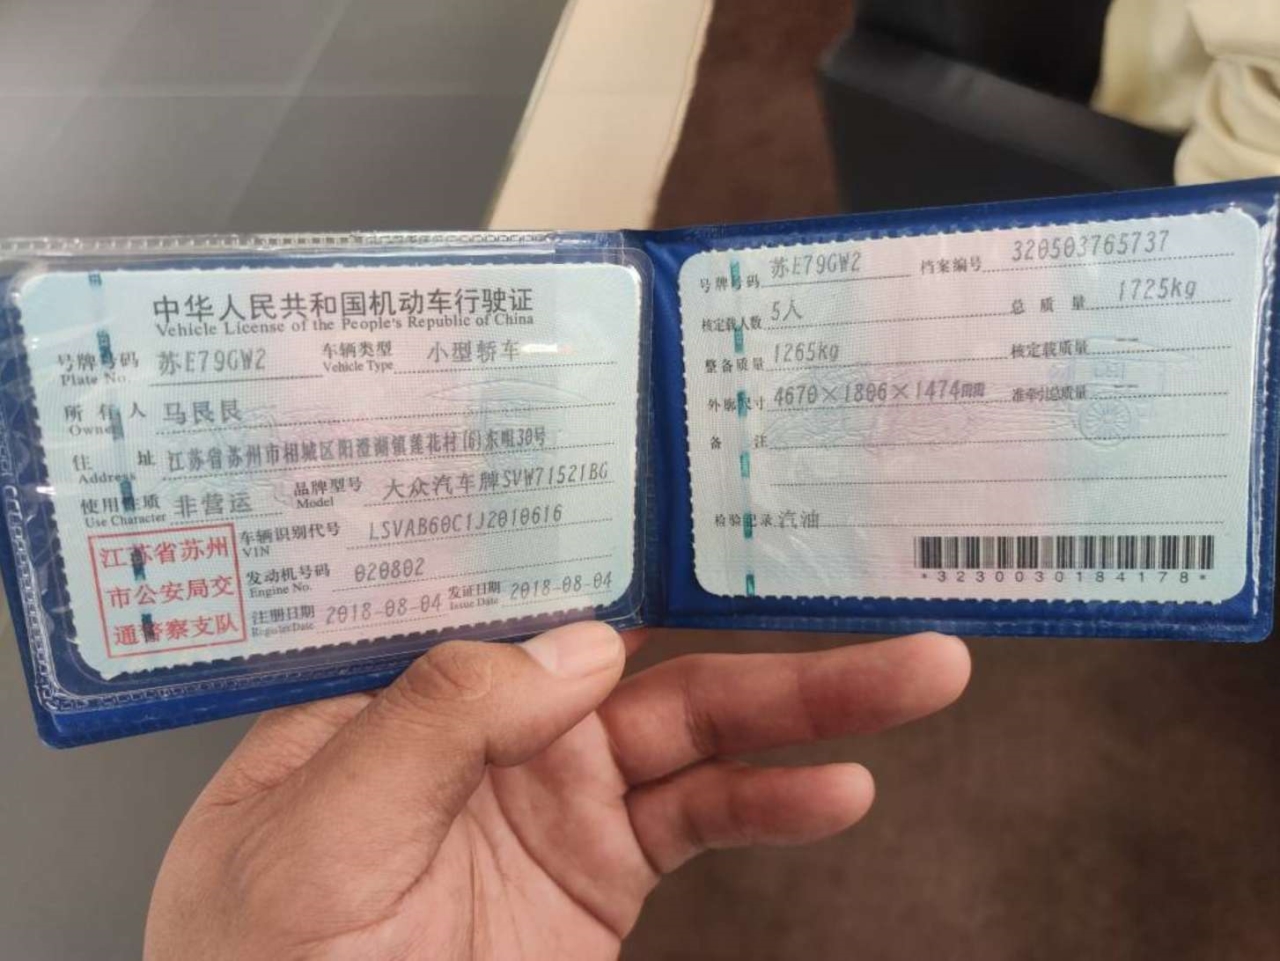 中华人民共和国机动车行驶证
Vehicle License of the People's Republic of China
号牌号码 苏E79GW2 车辆类型 小型轿车
Plate No. Vehicle Type
所有人 马艮艮
Owner
住址 江苏省苏州市相城区阳澄湖镇莲花村(6)东咀30号
Address
使用性质 非营运 品牌型号 大众汽车牌SVW71521BG
Use Character Model
车辆识别代号 LSVAB60C1J2010616
VIN
发动机号码 020802
Engine No.
注册日期 2018-08-04 发证日期 2018-08-04
Register Date Issue Date
江苏省苏州
市公安局交
通警察支队
号牌号码 苏E79GW2 档案编号 320503765737
核定载人数 5人 总质量 1725kg
整备质量 1265kg 核定载质量 --
外廓尺寸 4670×1806×1474mm 准牵引总质量 --
备注
检验记录 汽油
*3230030184178*